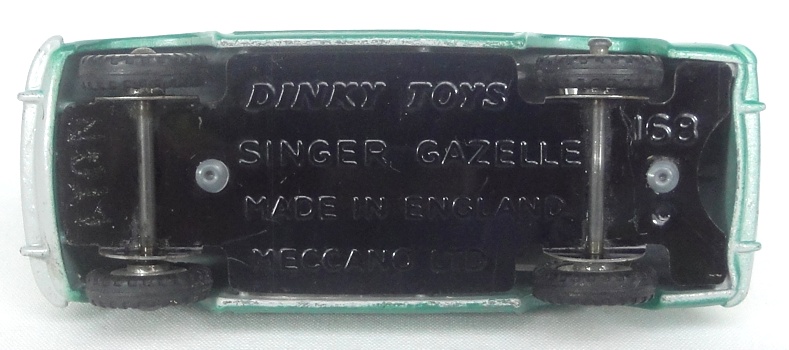 DINKY TOYS
SINGER GAZELLE
168
MADE IN ENGLAND
MECCANO LTD